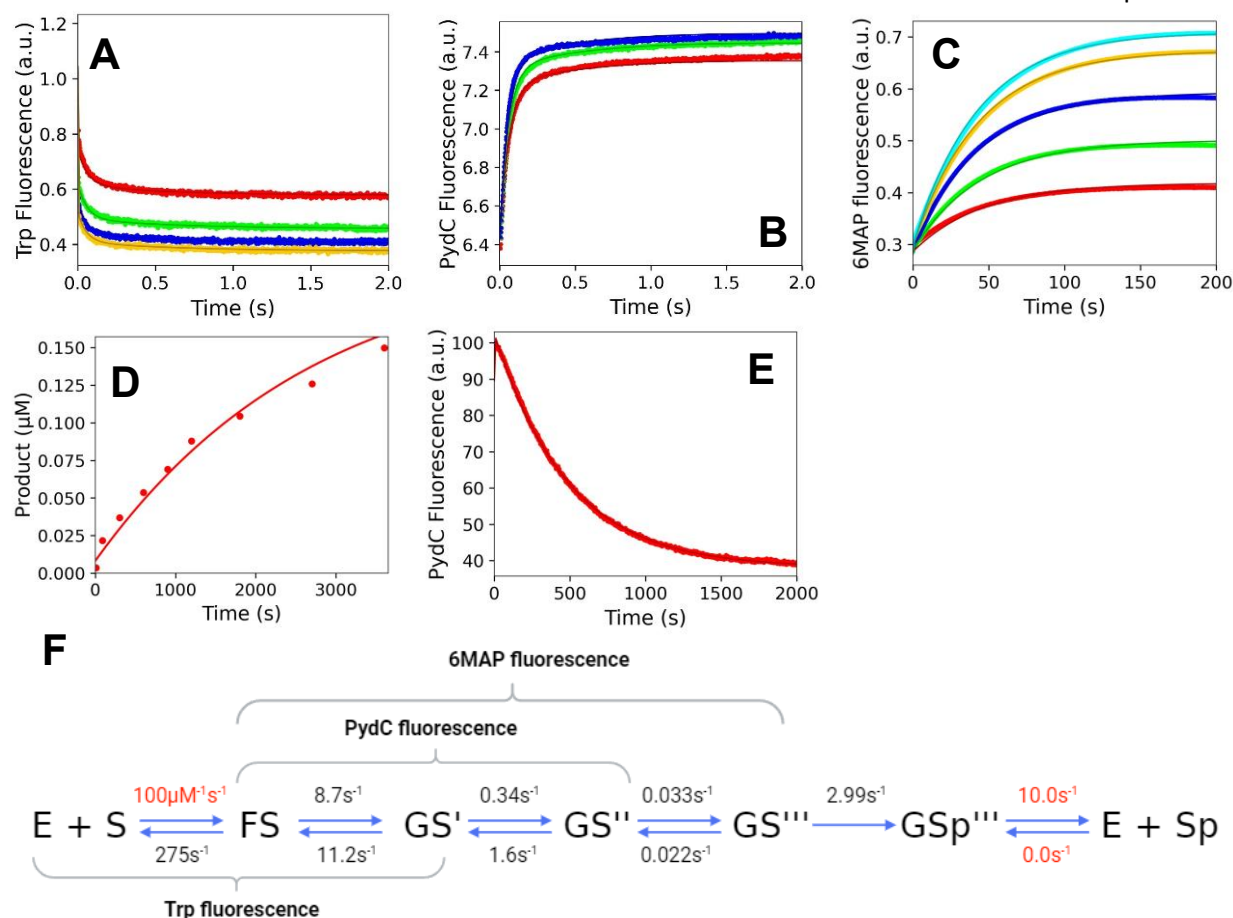 A
Trp Fluorescence (a.u.)
1.2
1.0
0.8
0.6
0.4
0.0 0.5 1.0 1.5 2.0
Time (s)
B
PydC Fluorescence (a.u.)
7.4
7.2
7.0
6.8
6.6
6.4
0.0 0.5 1.0 1.5 2.0
Time (s)
C
6MAP fluorescence (a.u.)
0.7
0.6
0.5
0.4
0.3
0 50 100 150 200
Time (s)
D
Product (µM)
0.150
0.125
0.100
0.075
0.050
0.025
0.000
0 1000 2000 3000
Time (s)
E
PydC Fluorescence (a.u.)
100
90
80
70
60
50
40
0 500 1000 1500 2000
Time (s)
F
6MAP fluorescence
PydC fluorescence
100µM⁻¹s⁻¹ 8.7s⁻¹ 0.34s⁻¹ 0.033s⁻¹ 2.99s⁻¹ 10.0s⁻¹
E + S FS GS' GS'' GS''' GSp''' E + Sp
275s⁻¹ 11.2s⁻¹ 1.6s⁻¹ 0.022s⁻¹ 0.0s⁻¹
Trp fluorescence